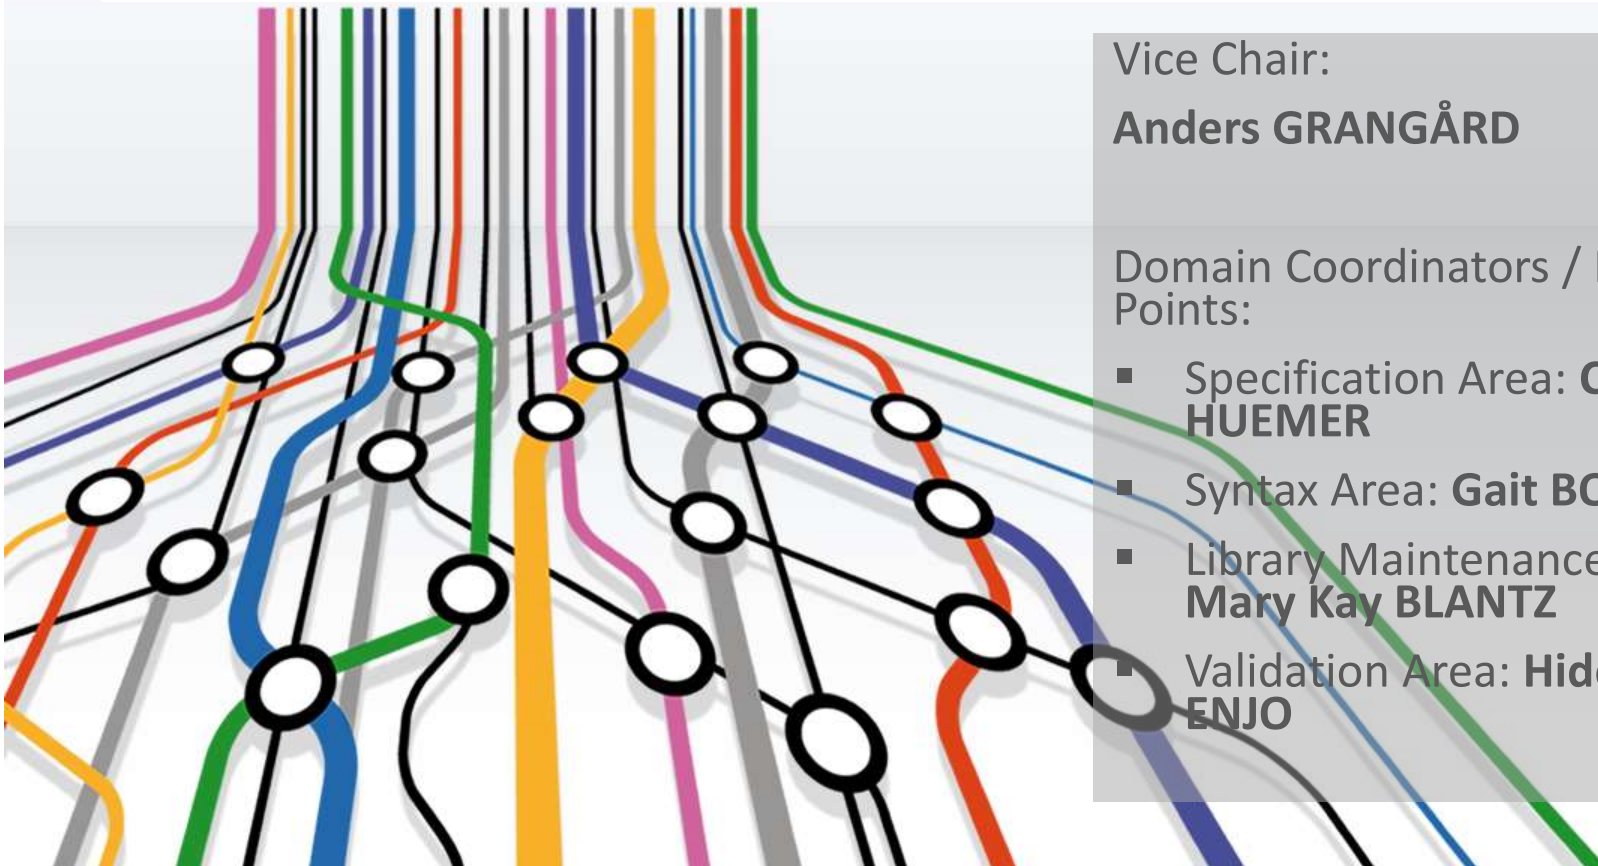 Vice Chair:
Anders GRANGÅRD
Domain Coordinators /
Points:
▪ Specification Area:
HUEMER
▪ Syntax Area: Gait
▪ Library Maintenance
Mary Kay BLANTZ
▪ Validation Area:
ENJO